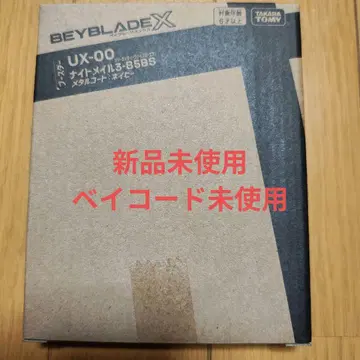 BEYBLADE X
対象年齢
6才以上
TAKARA
TOMY
ブースター
UX-00
ナイトメイル3-85BS
メタルコート:ネイビー
新品未使用
ベイコード未使用